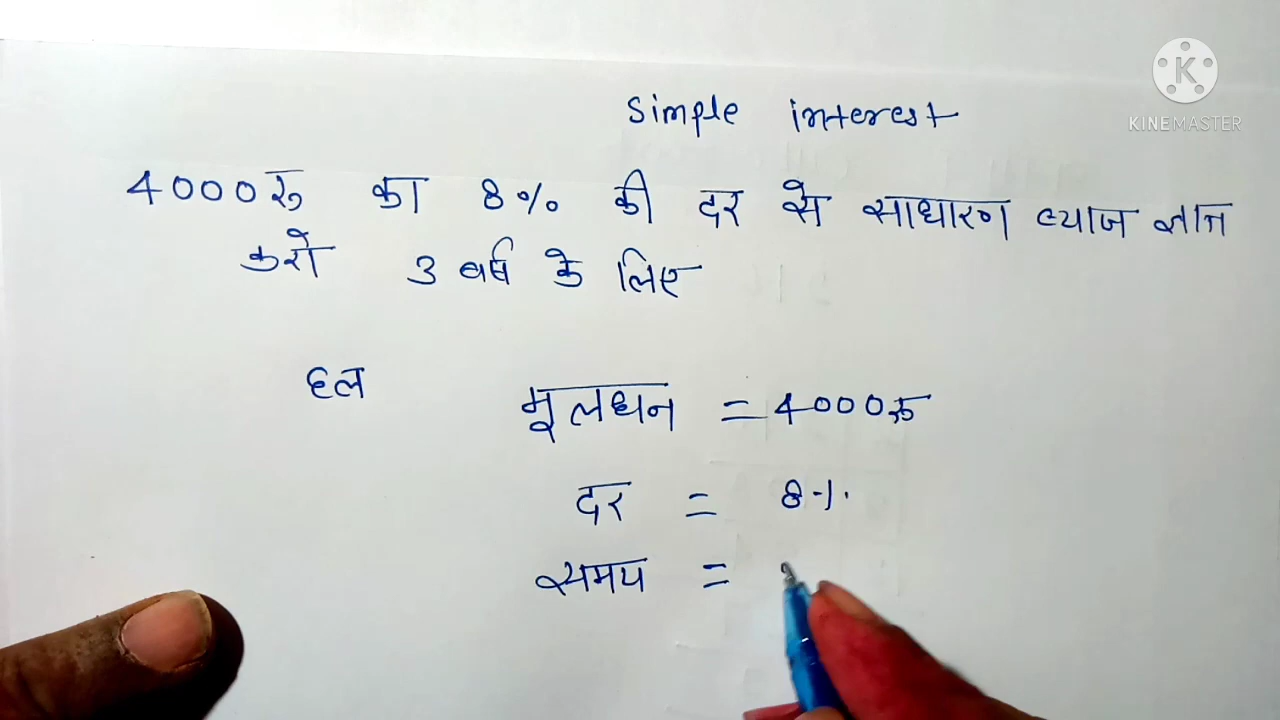 KINEMASTER
Simple interest
4000रु का 8% की दर से साधारण ब्याज ज्ञात
करो 3 वर्ष के लिए
हल
मूलधन = 4000रु
दर = 8%
समय =